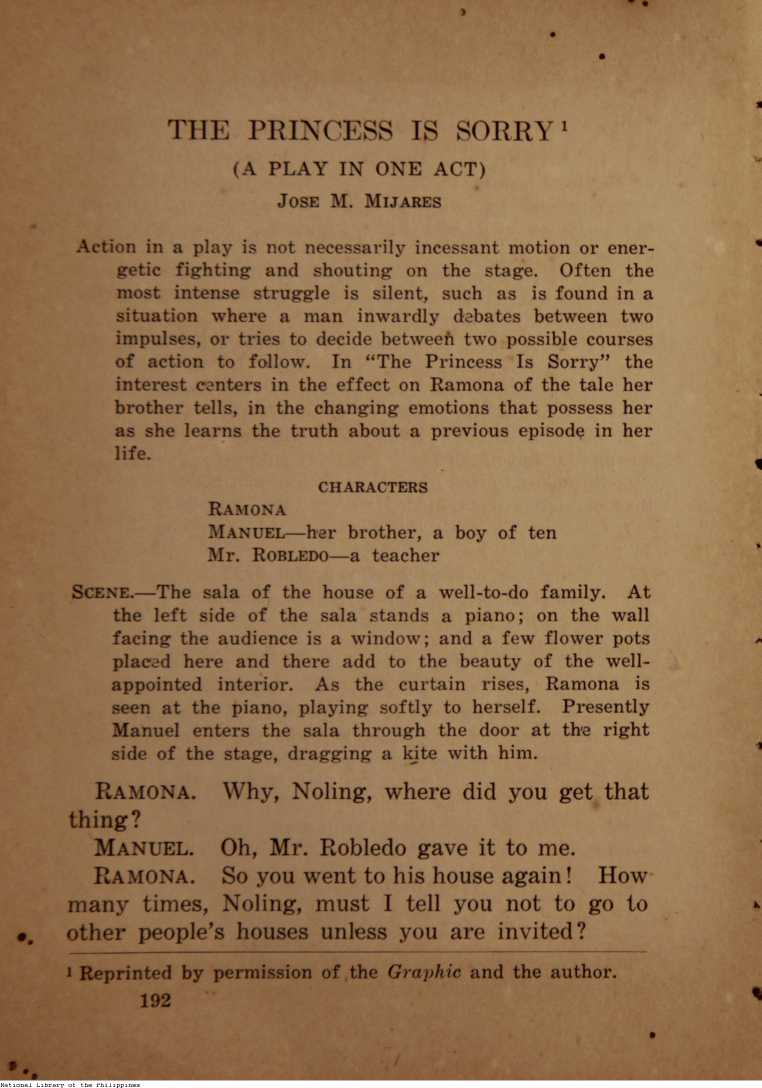 THE PRINCESS IS SORRY ¹
(A PLAY IN ONE ACT)
JOSE M. MIJARES
Action in a play is not necessarily incessant motion or ener-
getic fighting and shouting on the stage. Often the
most intense struggle is silent, such as is found in a
situation where a man inwardly debates between two
impulses, or tries to decide between two possible courses
of action to follow. In “The Princess Is Sorry” the
interest centers in the effect on Ramona of the tale her
brother tells, in the changing emotions that possess her
as she learns the truth about a previous episode in her
life.
CHARACTERS
RAMONA
MANUEL—her brother, a boy of ten
Mr. ROBLEDO—a teacher
SCENE.—The sala of the house of a well-to-do family. At
the left side of the sala stands a piano; on the wall
facing the audience is a window; and a few flower pots
placed here and there add to the beauty of the well-
appointed interior. As the curtain rises, Ramona is
seen at the piano, playing softly to herself. Presently
Manuel enters the sala through the door at the right
side of the stage, dragging a kite with him.
RAMONA. Why, Noling, where did you get that
thing?
MANUEL. Oh, Mr. Robledo gave it to me.
RAMONA. So you went to his house again! How
many times, Noling, must I tell you not to go to
other people’s houses unless you are invited?
¹ Reprinted by permission of the Graphic and the author.
192
National Library of the Philippines